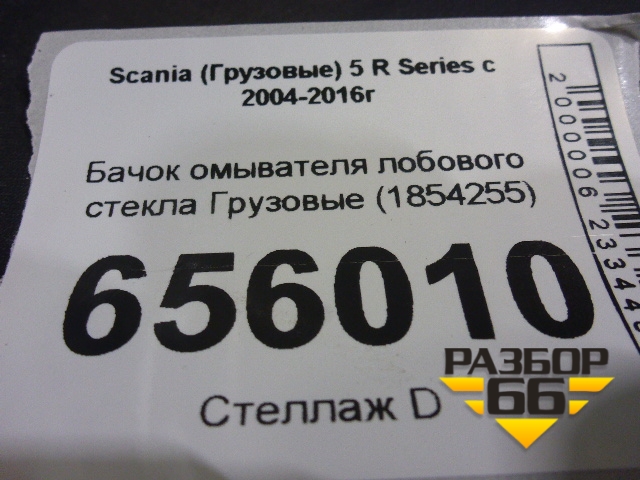 Scania (Грузовые) 5 R Series с
2004-2016г
Бачок омывателя лобового
стекла Грузовые (1854255)
656010
Стеллаж D
РАЗБОР
66